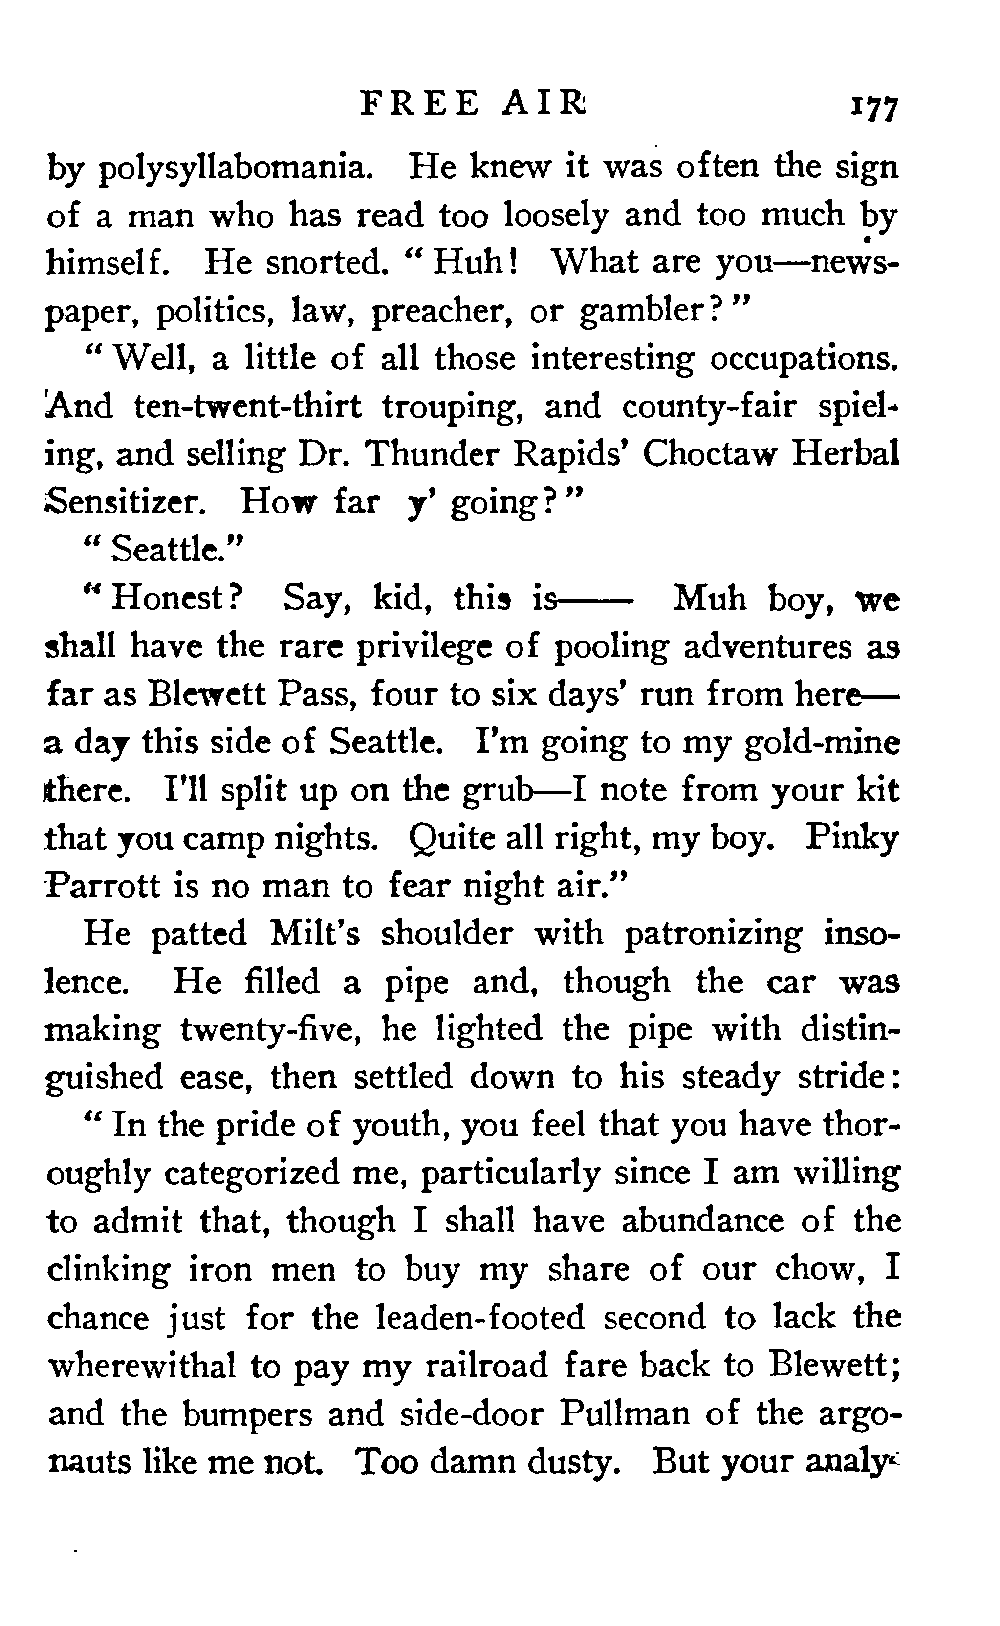 FREE AIR 177
by polysyllabomania. He knew it was often the sign
of a man who has read too loosely and too much by
himself. He snorted. "Huh! What are you—news-
paper, politics, law, preacher, or gambler?"
"Well, a little of all those interesting occupations.
And ten-twent-thirt trouping, and county-fair spiel-
ing, and selling Dr. Thunder Rapids' Choctaw Herbal
Sensitizer. How far y' going?"
"Seattle."
"Honest? Say, kid, this is—— Muh boy, we
shall have the rare privilege of pooling adventures as
far as Blewett Pass, four to six days' run from here—
a day this side of Seattle. I'm going to my gold-mine
there. I'll split up on the grub—I note from your kit
that you camp nights. Quite all right, my boy. Pinky
Parrott is no man to fear night air."
He patted Milt's shoulder with patronizing inso-
lence. He filled a pipe and, though the car was
making twenty-five, he lighted the pipe with distin-
guished ease, then settled down to his steady stride:
"In the pride of youth, you feel that you have thor-
oughly categorized me, particularly since I am willing
to admit that, though I shall have abundance of the
clinking iron men to buy my share of our chow, I
chance just for the leaden-footed second to lack the
wherewithal to pay my railroad fare back to Blewett;
and the bumpers and side-door Pullman of the argo-
nauts like me not. Too damn dusty. But your analy-